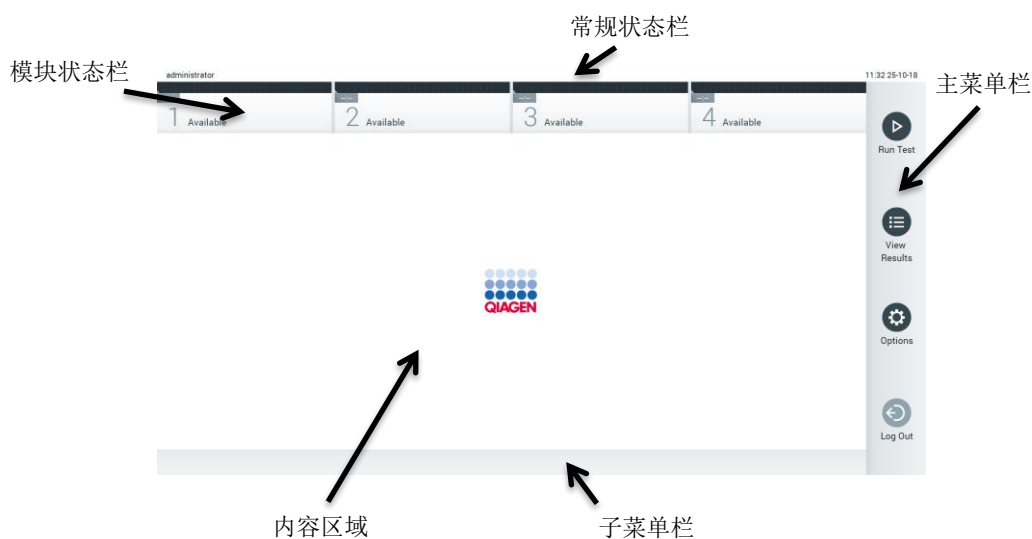 常规状态栏
模块状态栏
administrator
11:32 25-10-18
主菜单栏
--:--
1 Available
--:--
2 Available
--:--
3 Available
--:--
4 Available
Run Test
View
Results
QIAGEN
Options
Log Out
内容区域
子菜单栏